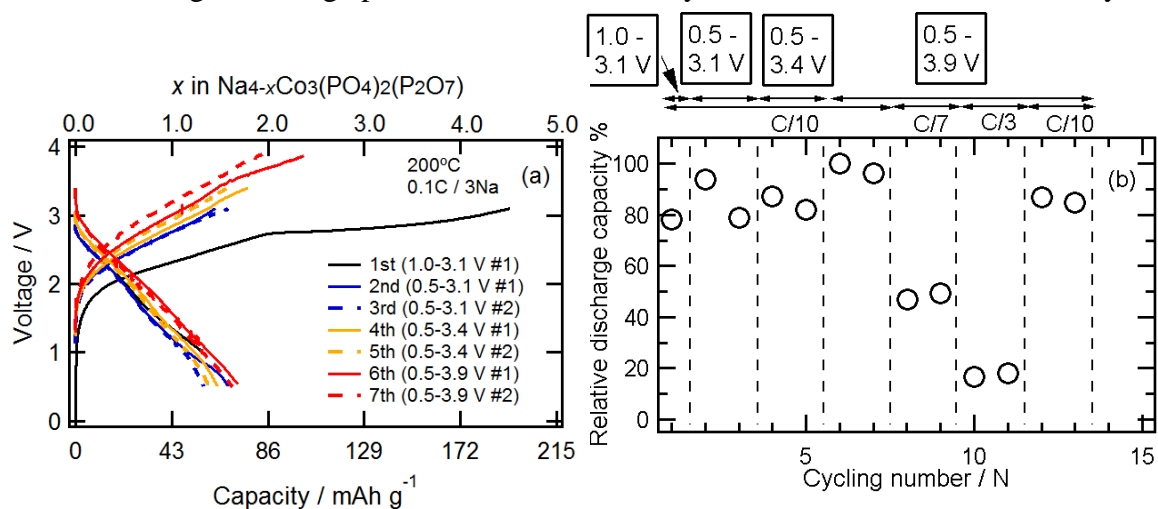 x in Na4-xCo3(PO4)2(P2O7)
0.0 1.0 2.0 3.0 4.0 5.0
4
3
2
1
0
Voltage / V
200ºC
0.1C / 3Na
(a)
1st (1.0-3.1 V #1)
2nd (0.5-3.1 V #1)
3rd (0.5-3.1 V #2)
4th (0.5-3.4 V #1)
5th (0.5-3.4 V #2)
6th (0.5-3.9 V #1)
7th (0.5-3.9 V #2)
0 43 86 129 172 215
Capacity / mAh g-1
1.0 -
3.1 V
0.5 -
3.1 V
0.5 -
3.4 V
0.5 -
3.9 V
C/10 C/7 C/3 C/10
(b)
100
80
60
40
20
0
Relative discharge capacity %
5 10 15
Cycling number / N